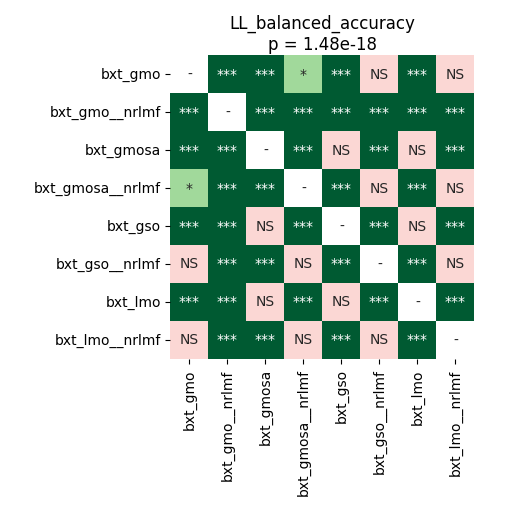 LL_balanced_accuracy
p = 1.48e-18
bxt_gmo - *** *** * *** NS *** NS
bxt_gmo__nrlmf *** - *** *** *** *** *** ***
bxt_gmosa *** *** - *** NS *** NS ***
bxt_gmosa__nrlmf * *** *** - *** NS *** NS
bxt_gso *** *** NS *** - *** NS ***
bxt_gso__nrlmf NS *** *** NS *** - *** NS
bxt_lmo *** *** NS *** NS *** - ***
bxt_lmo__nrlmf NS *** *** NS *** NS *** -
bxt_gmo
bxt_gmo__nrlmf
bxt_gmosa
bxt_gmosa__nrlmf
bxt_gso
bxt_gso__nrlmf
bxt_lmo
bxt_lmo__nrlmf